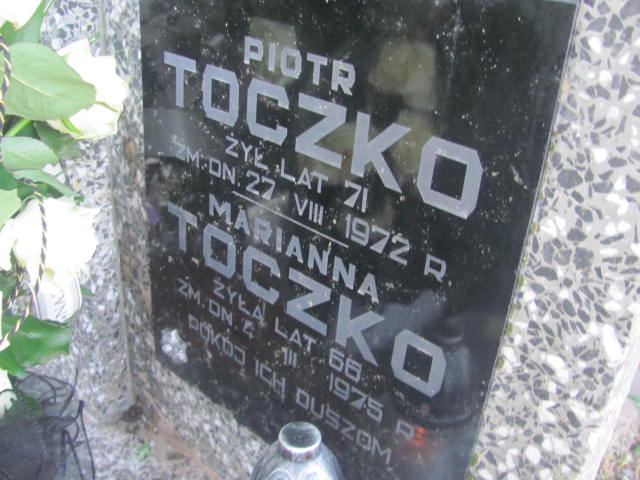 PIOTR
TOCZKO
ŻYŁ LAT 71
ZM. DN. 27 VIII 1972 R
MARIANNA
TOCZKO
ŻYŁA LAT 66
ZM. DN. 4 III 1975 R
POKÓJ ICH DUSZOM